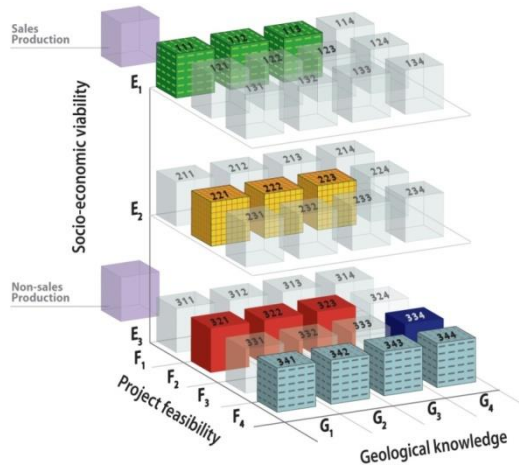 Sales
Production
111
112
113
114
121
122
123
124
131
132
133
134
E1
Socio-economic viability
211
212
213
214
221
222
223
224
231
232
233
234
E2
Non-sales
Production
311
312
313
314
321
322
323
324
331
332
333
334
341
342
343
344
E3
F1
F2
F3
F4
Project feasibility
G1
G2
G3
G4
Geological knowledge